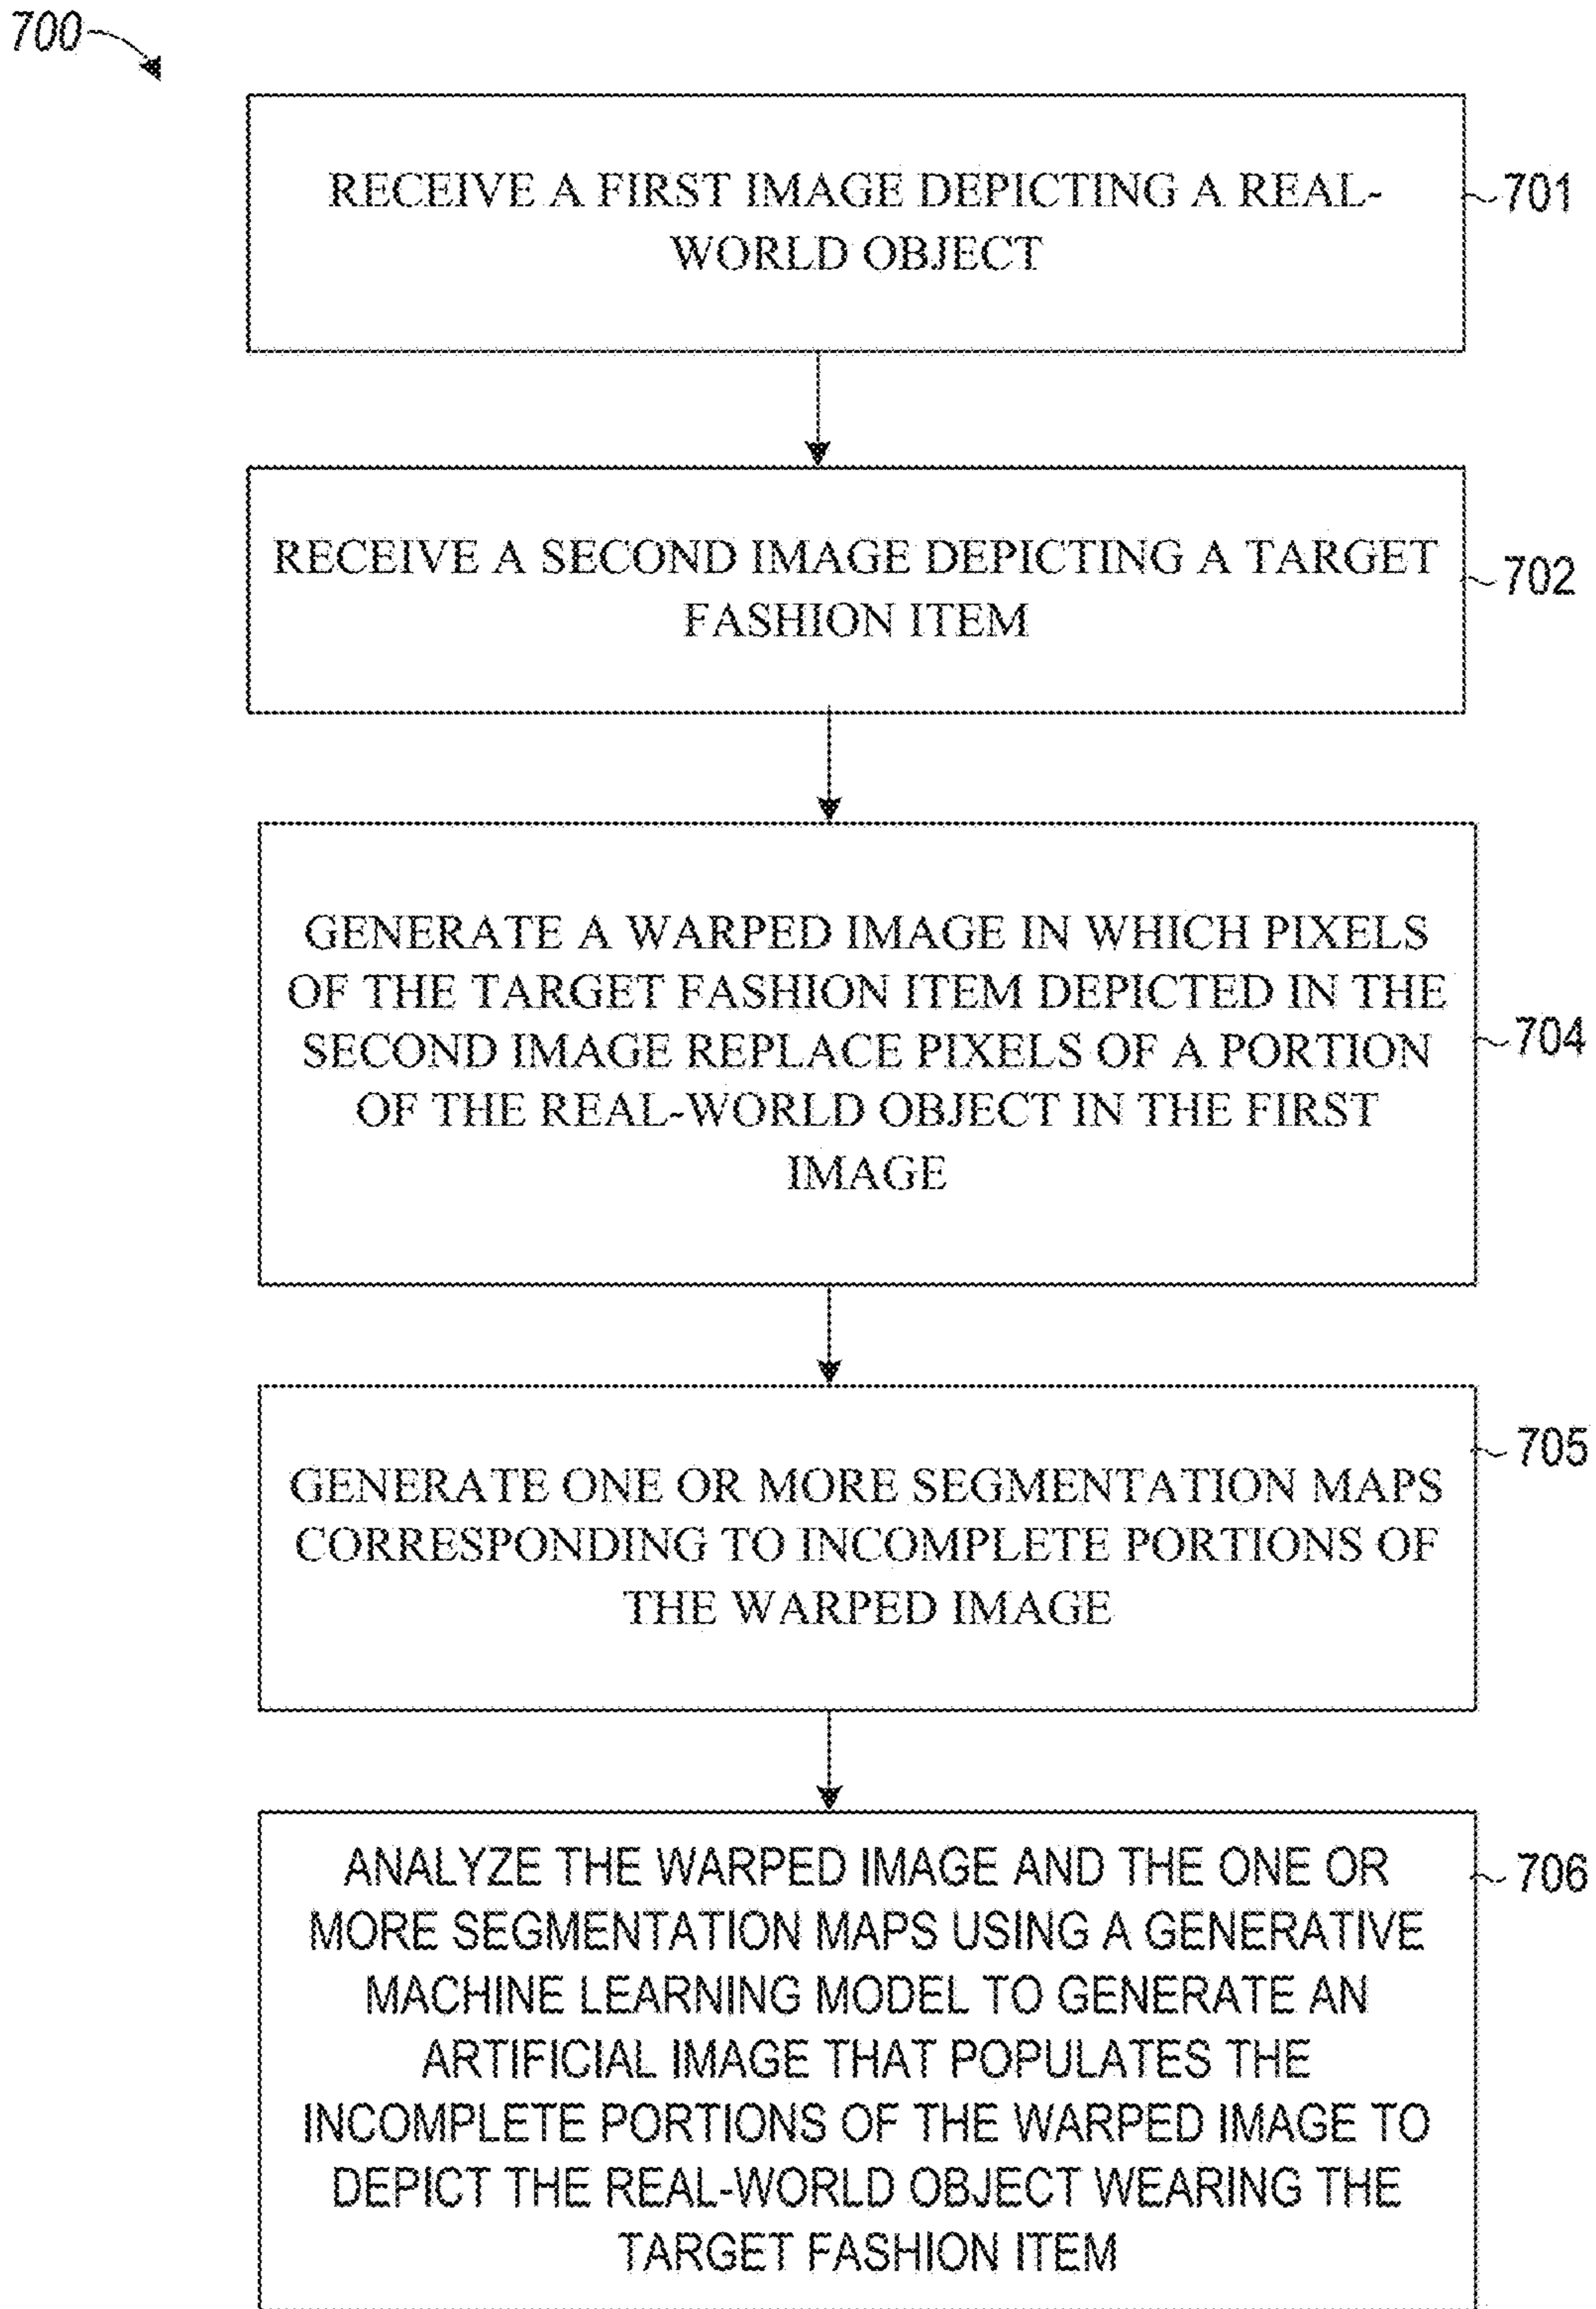 700
RECEIVE A FIRST IMAGE DEPICTING A REAL-
WORLD OBJECT
701
RECEIVE A SECOND IMAGE DEPICTING A TARGET
FASHION ITEM
702
GENERATE A WARPED IMAGE IN WHICH PIXELS
OF THE TARGET FASHION ITEM DEPICTED IN THE
SECOND IMAGE REPLACE PIXELS OF A PORTION
OF THE REAL-WORLD OBJECT IN THE FIRST
IMAGE
704
GENERATE ONE OR MORE SEGMENTATION MAPS
CORRESPONDING TO INCOMPLETE PORTIONS OF
THE WARPED IMAGE
705
ANALYZE THE WARPED IMAGE AND THE ONE OR
MORE SEGMENTATION MAPS USING A GENERATIVE
MACHINE LEARNING MODEL TO GENERATE AN
ARTIFICIAL IMAGE THAT POPULATES THE
INCOMPLETE PORTIONS OF THE WARPED IMAGE TO
DEPICT THE REAL-WORLD OBJECT WEARING THE
TARGET FASHION ITEM
706